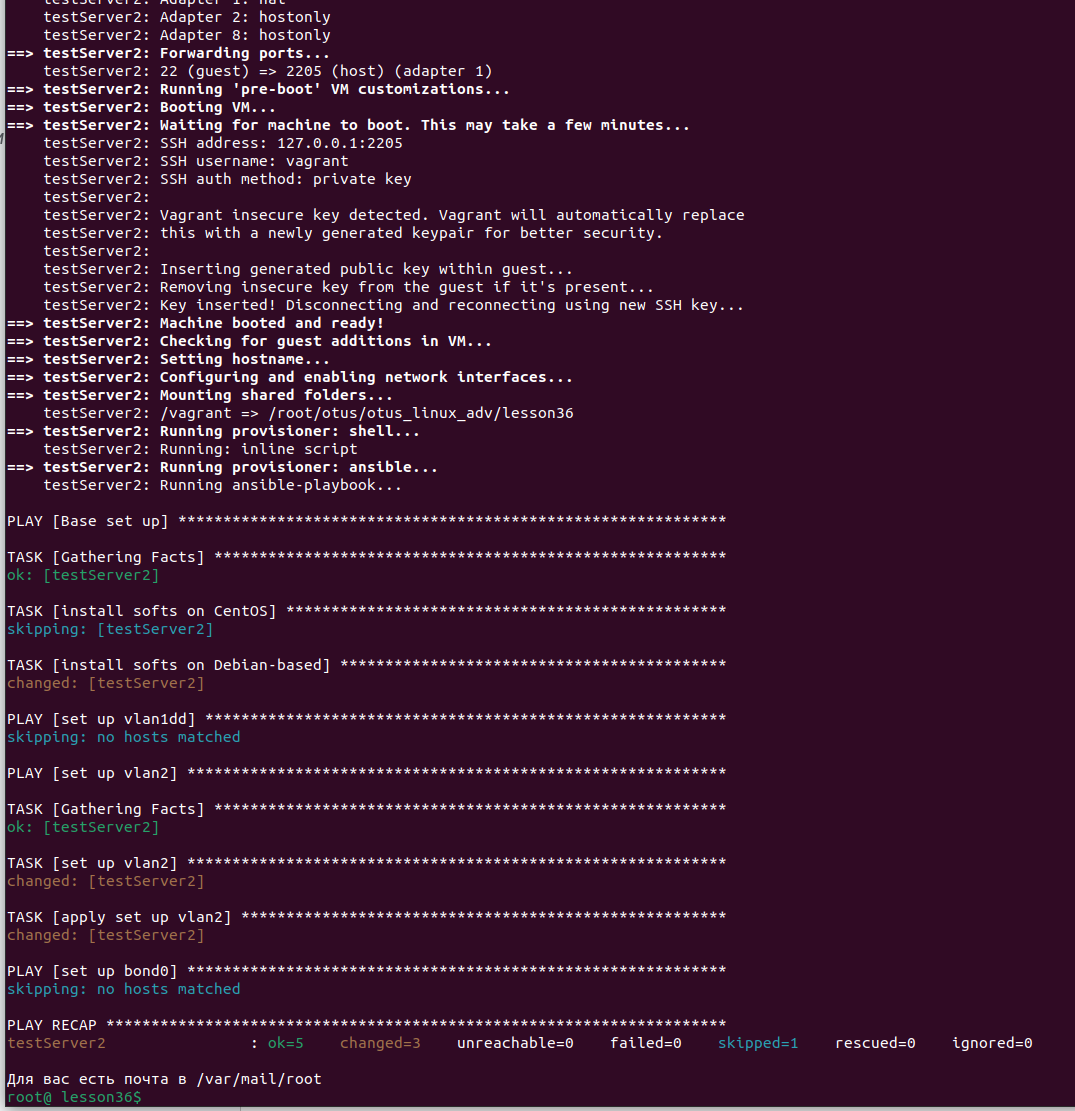 testServer2: Adapter 1: nat
testServer2: Adapter 2: hostonly
testServer2: Adapter 8: hostonly
==> testServer2: Forwarding ports...
testServer2: 22 (guest) => 2205 (host) (adapter 1)
==> testServer2: Running 'pre-boot' VM customizations...
==> testServer2: Booting VM...
==> testServer2: Waiting for machine to boot. This may take a few minutes...
testServer2: SSH address: 127.0.0.1:2205
testServer2: SSH username: vagrant
testServer2: SSH auth method: private key
testServer2:
testServer2: Vagrant insecure key detected. Vagrant will automatically replace
testServer2: this with a newly generated keypair for better security.
testServer2:
testServer2: Inserting generated public key within guest...
testServer2: Removing insecure key from the guest if it's present...
testServer2: Key inserted! Disconnecting and reconnecting using new SSH key...
==> testServer2: Machine booted and ready!
==> testServer2: Checking for guest additions in VM...
==> testServer2: Setting hostname...
==> testServer2: Configuring and enabling network interfaces...
==> testServer2: Mounting shared folders...
testServer2: /vagrant => /root/otus/otus_linux_adv/lesson36
==> testServer2: Running provisioner: shell...
testServer2: Running: inline script
==> testServer2: Running provisioner: ansible...
testServer2: Running ansible-playbook...
PLAY [Base set up] *************************************************************
TASK [Gathering Facts] *********************************************************
ok: [testServer2]
TASK [install softs on CentOS] *************************************************
skipping: [testServer2]
TASK [install softs on Debian-based] *******************************************
changed: [testServer2]
PLAY [set up vlan1dd] **********************************************************
skipping: no hosts matched
PLAY [set up vlan2] ************************************************************
TASK [Gathering Facts] *********************************************************
ok: [testServer2]
TASK [set up vlan2] ************************************************************
changed: [testServer2]
TASK [apply set up vlan2] ******************************************************
changed: [testServer2]
PLAY [set up bond0] ************************************************************
skipping: no hosts matched
PLAY RECAP *********************************************************************
testServer2 : ok=5 changed=3 unreachable=0 failed=0 skipped=1 rescued=0 ignored=0
Для вас есть почта в /var/mail/root
root@ lesson36$